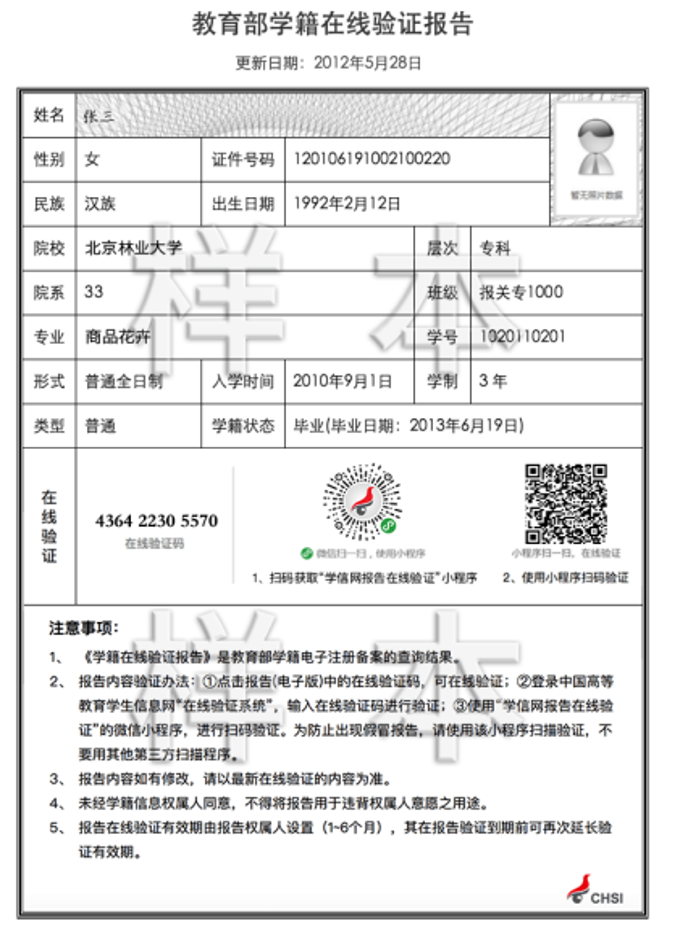 教育部学籍在线验证报告
更新日期：2012年5月28日
姓名 张三
性别 女 证件号码 120106191002100220
暂无照片数据
民族 汉族 出生日期 1992年2月12日
院校 北京林业大学 层次 专科
院系 33 班级 报关专1000
专业 商品花卉 学号 1020110201
形式 普通全日制 入学时间 2010年9月1日 学制 3 年
类型 普通 学籍状态 毕业(毕业日期：2013年6月19日)
样本
在线验证
4364 2230 5570
在线验证码
微信扫一扫，使用小程序
1、扫码获取“学信网报告在线验证”小程序
小程序扫一扫，在线验证
2、使用小程序扫码验证
注意事项：
1、《学籍在线验证报告》是教育部学籍电子注册备案的查询结果。
2、报告内容验证办法：①点击报告(电子版)中的在线验证码，可在线验证；②登录中国高等
教育学生信息网“在线验证系统”，输入在线验证码进行验证；③使用“学信网报告在线验
证”的微信小程序，进行扫码验证。为防止出现假冒报告，请使用该小程序扫描验证，不
要用其他第三方扫描程序。
3、报告内容如有修改，请以最新在线验证的内容为准。
4、未经学籍信息权属人同意，不得将报告用于违背权属人意愿之用途。
5、报告在线验证有效期由报告权属人设置（1~6个月），其在报告验证到期前可再次延长验
证有效期。
样本
CHSI